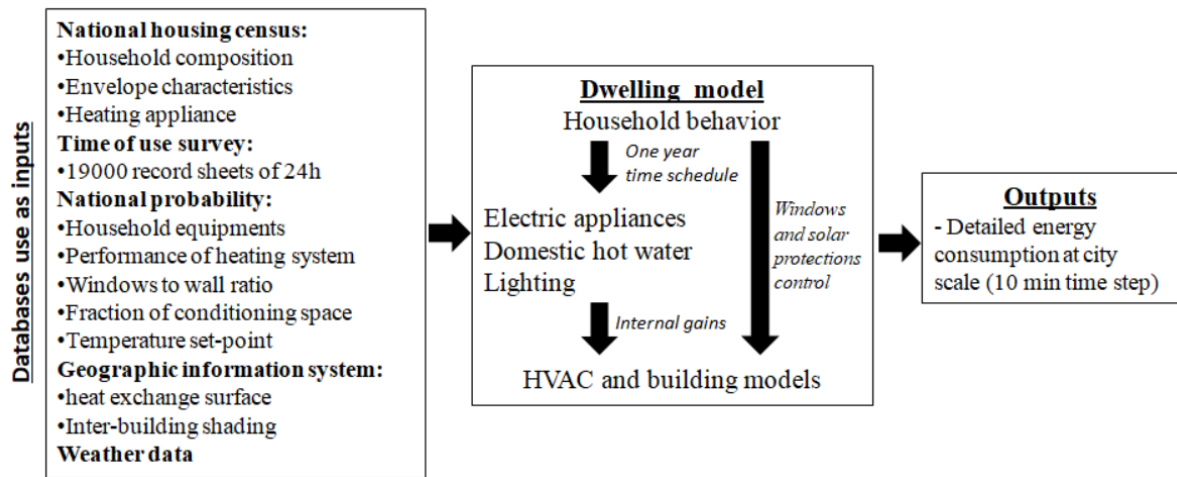 Databases use as inputs
National housing census:
•Household composition
•Envelope characteristics
•Heating appliance
Time of use survey:
•19000 record sheets of 24h
National probability:
•Household equipments
•Performance of heating system
•Windows to wall ratio
•Fraction of conditioning space
•Temperature set-point
Geographic information system:
•heat exchange surface
•Inter-building shading
Weather data
Dwelling model
Household behavior
One year
time schedule
Electric appliances
Domestic hot water
Lighting
Windows
and solar
protections
control
Internal gains
HVAC and building models
Outputs
- Detailed energy
consumption at city
scale (10 min time step)